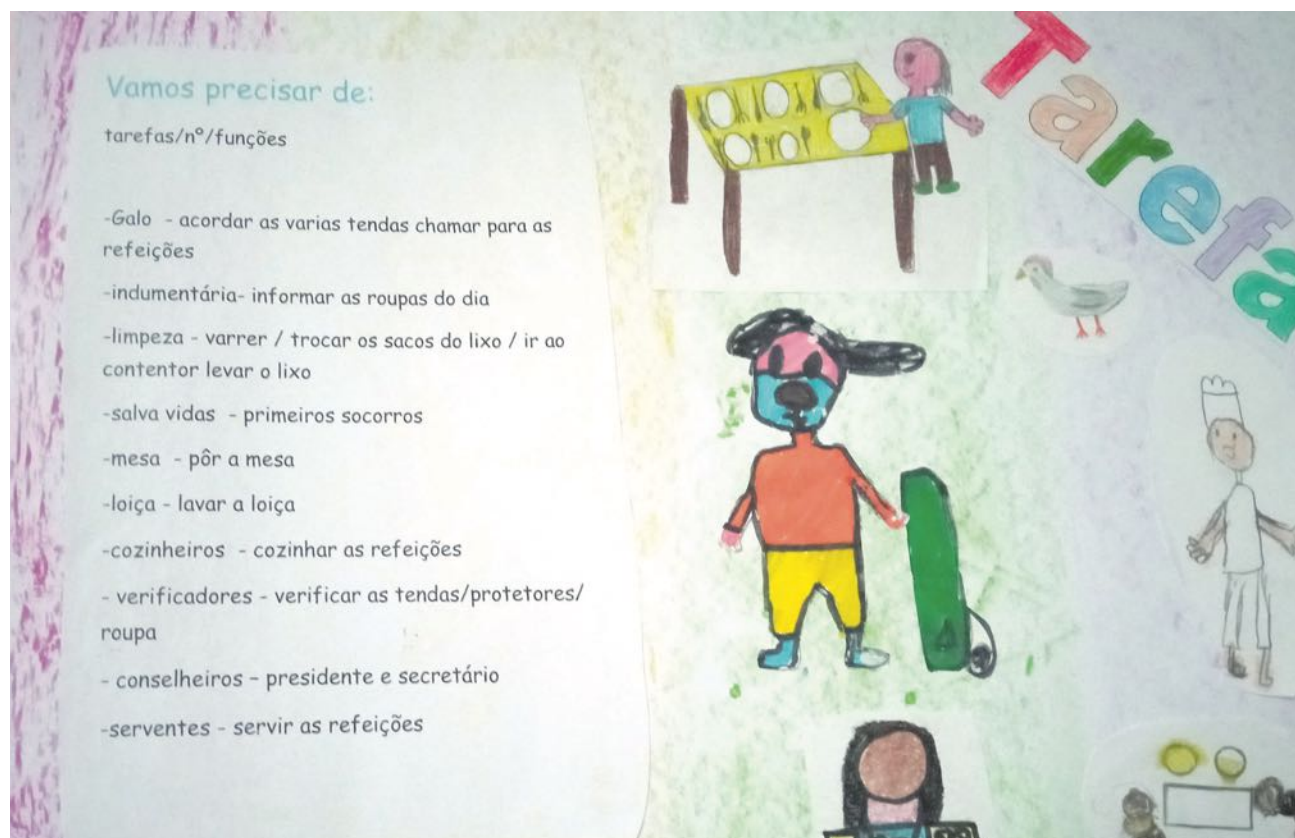 Vamos precisar de:
tarefas/nº/funções
-Galo - acordar as varias tendas chamar para as
refeições
-indumentária- informar as roupas do dia
-limpeza - varrer / trocar os sacos do lixo / ir ao
contentor levar o lixo
-salva vidas - primeiros socorros
-mesa - pôr a mesa
-loiça - lavar a loiça
-cozinheiros - cozinhar as refeições
- verificadores - verificar as tendas/protetores/
roupa
- conselheiros - presidente e secretário
-serventes - servir as refeições
Tarefa